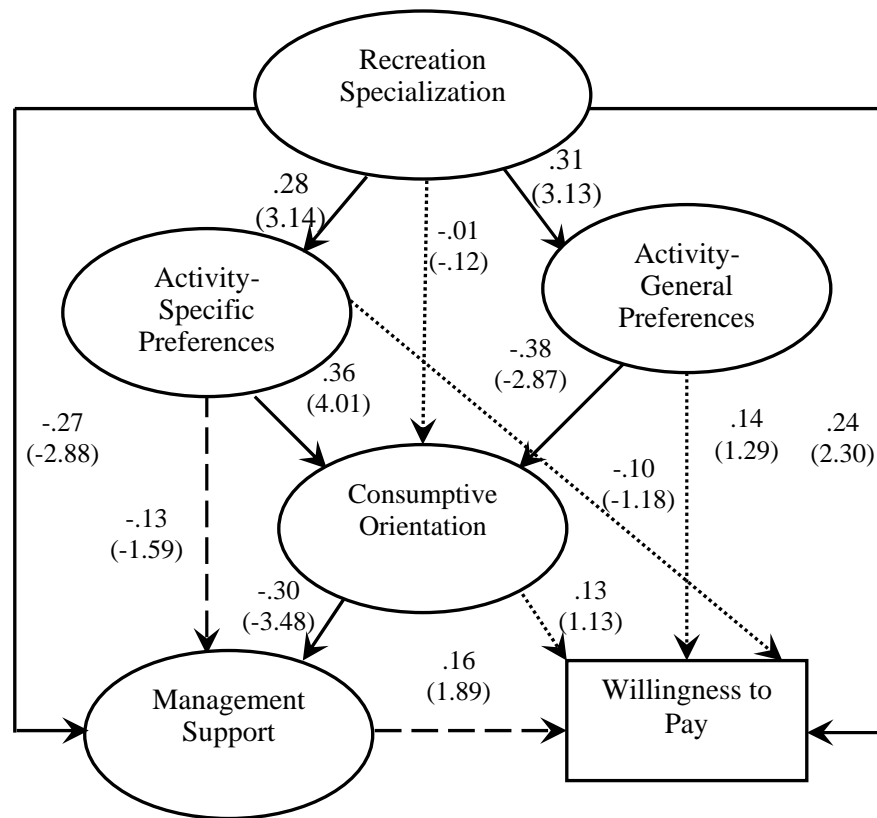 Recreation
Specialization
.28
(3.14)
-.01
(-.12)
.31
(3.13)
Activity-
Specific
Preferences
Activity-
General
Preferences
.36
(4.01)
-.38
(-2.87)
-.27
(-2.88)
.14
(1.29)
.24
(2.30)
-.10
(-1.18)
Consumptive
Orientation
-.13
(-1.59)
-.30
(-3.48)
.13
(1.13)
.16
(1.89)
Management
Support
Willingness to
Pay